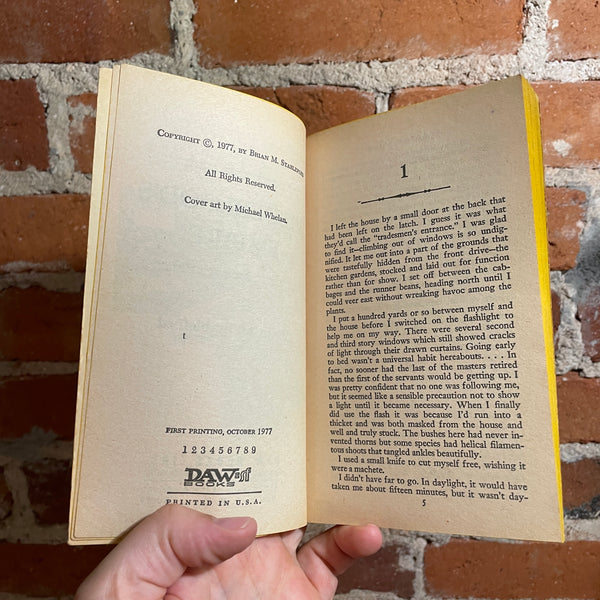 COPYRIGHT ©, 1977, BY BRIAN M. STABLEFORD
All Rights Reserved.
Cover art by Michael Whelan.
t
FIRST PRINTING, OCTOBER 1977
1 2 3 4 5 6 7 8 9
DAW sf
BOOKS
PRINTED IN U.S.A.
1
I left the house by a small door at the back that
had been left on the latch. I guess it was what
they'd call the "tradesmen's entrance." I was glad
to find it—climbing out of windows is so undig-
nified. It let me out into a part of the grounds that
were tastefully hidden from the front drive—the
kitchen gardens, stocked and laid out for function
rather than for show. I set off between the cab-
bages and the runner beans, heading north until I
could veer east without wreaking havoc among the
plants.
I put a hundred yards or so between myself and
the house before I switched on the flashlight to
help me on my way. There were several second
and third story windows which still showed cracks
of light through their drawn curtains. Going early
to bed wasn't a universal habit hereabouts. . . . In
fact, no sooner had the last of the masters retired
than the first of the servants would be getting up. I
was pretty confident that no one was following me,
but it seemed like a sensible precaution not to show
a light until it became necessary. When I finally
did use the flash it was because I'd run into a
thicket and was both masked from the house and
well and truly stuck. The bushes here had never in-
vented thorns but some species had helical filamen-
tous shoots that tangled ankles beautifully.
I used a small knife to cut myself free, wishing it
were a machete.
I didn't have far to go. In daylight, it would have
taken me about fifteen minutes, but it wasn't day-
5